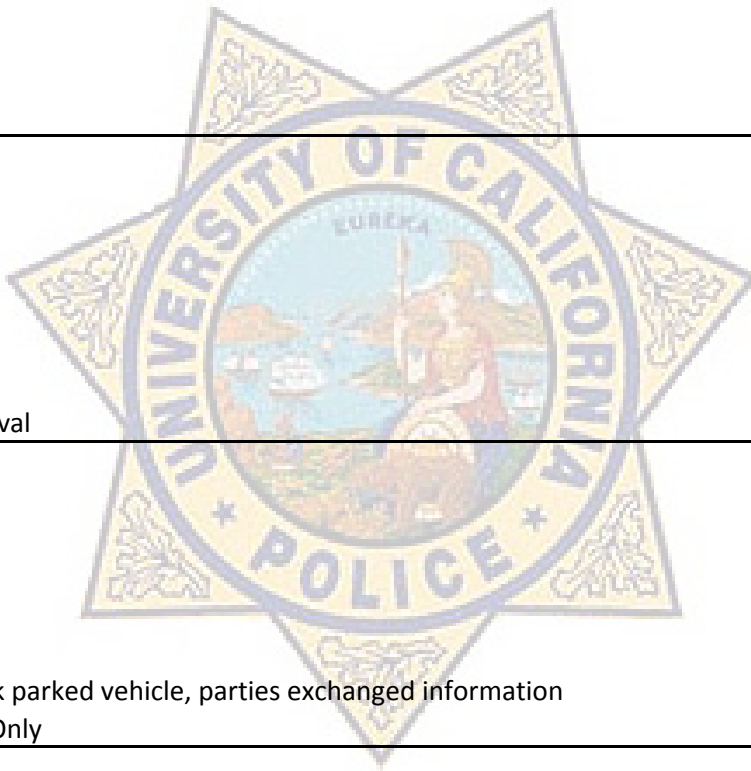 UNIVERSITY OF CALIFORNIA
EUREKA
val
k parked vehicle, parties exchanged information
Only
POLICE